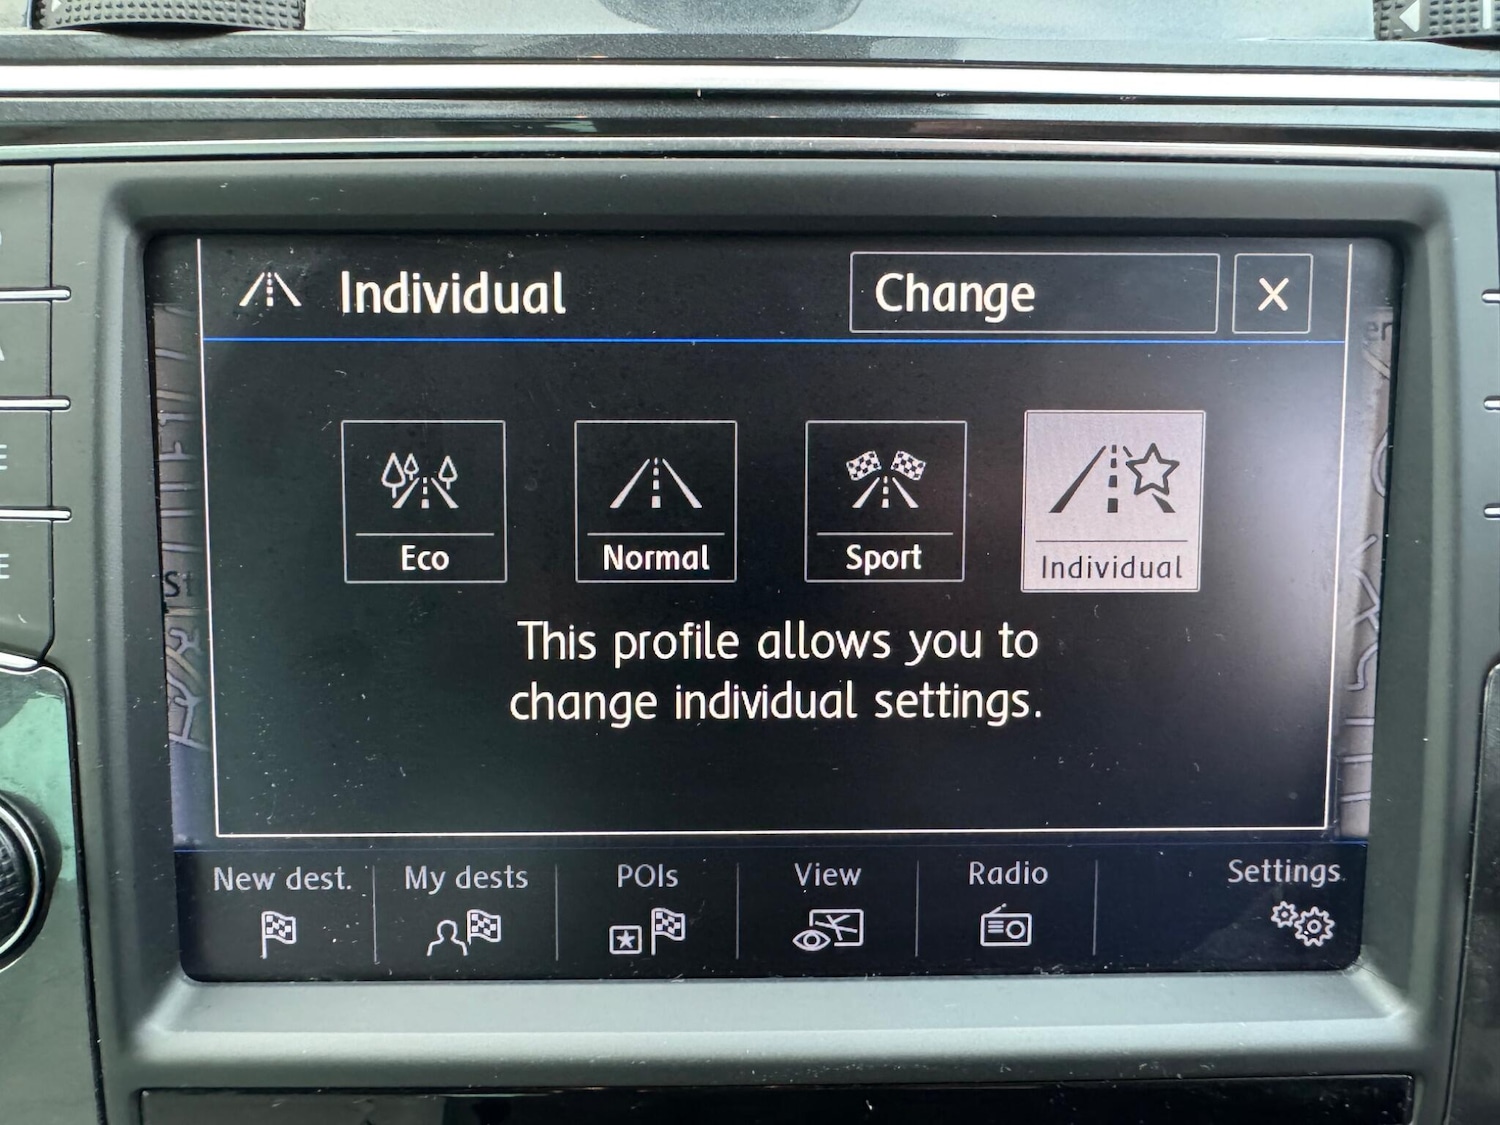 Individual
Change
X
Eco
Normal
Sport
Individual
This profile allows you to
change individual settings.
New dest.
My dests
POIs
View
Radio
Settings